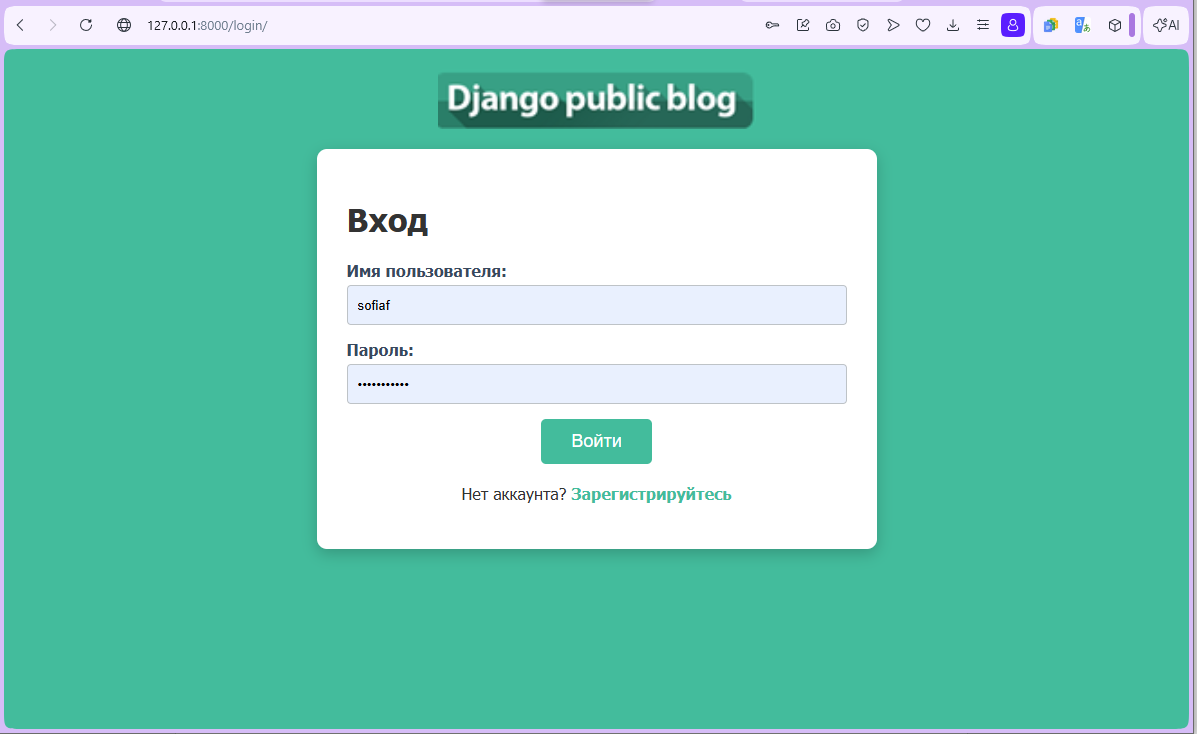 127.0.0.1:8000/login/
AI
Django public blog
Вход
Имя пользователя:
sofiaf
Пароль:
•••••••••••
Войти
Нет аккаунта? Зарегистрируйтесь